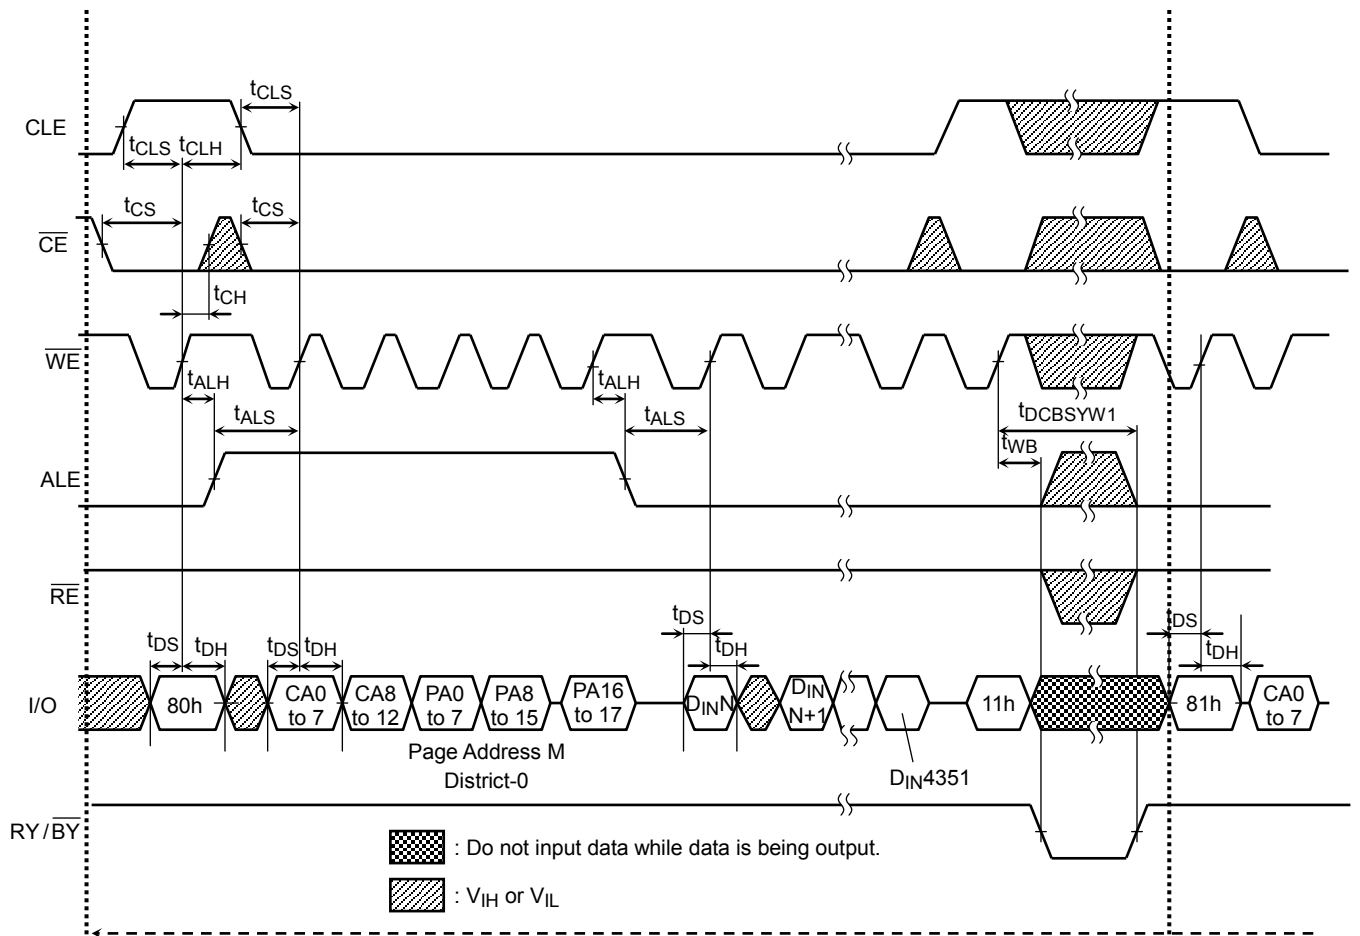 tCLS
CLE
tCLS tCLH
tCS tCS
CE
tCH
WE
tALH tALH
tALS tALS tDCBSYW1
tWB
ALE
RE
tDS tDS
tDS tDH tDS tDH tDH tDH
I/O
80h
CA0 to 7
CA8 to 12
PA0 to 7
PA8 to 15
PA16 to 17
DINN
DIN N+1
11h
81h
CA0 to 7
Page Address M
District-0
DIN4351
RY/BY
: Do not input data while data is being output.
: VIH or VIL